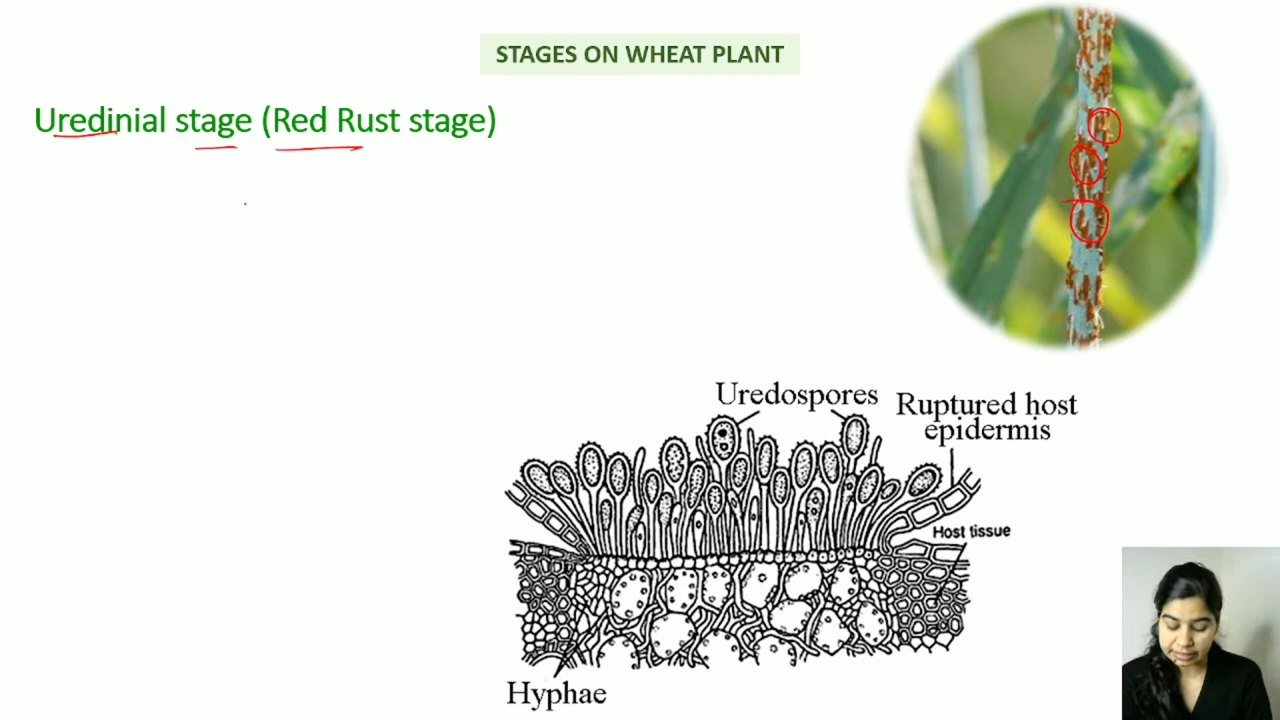 STAGES ON WHEAT PLANT
Uredinial stage (Red Rust stage)
Uredospores
Ruptured host
epidermis
Host tissue
Hyphae